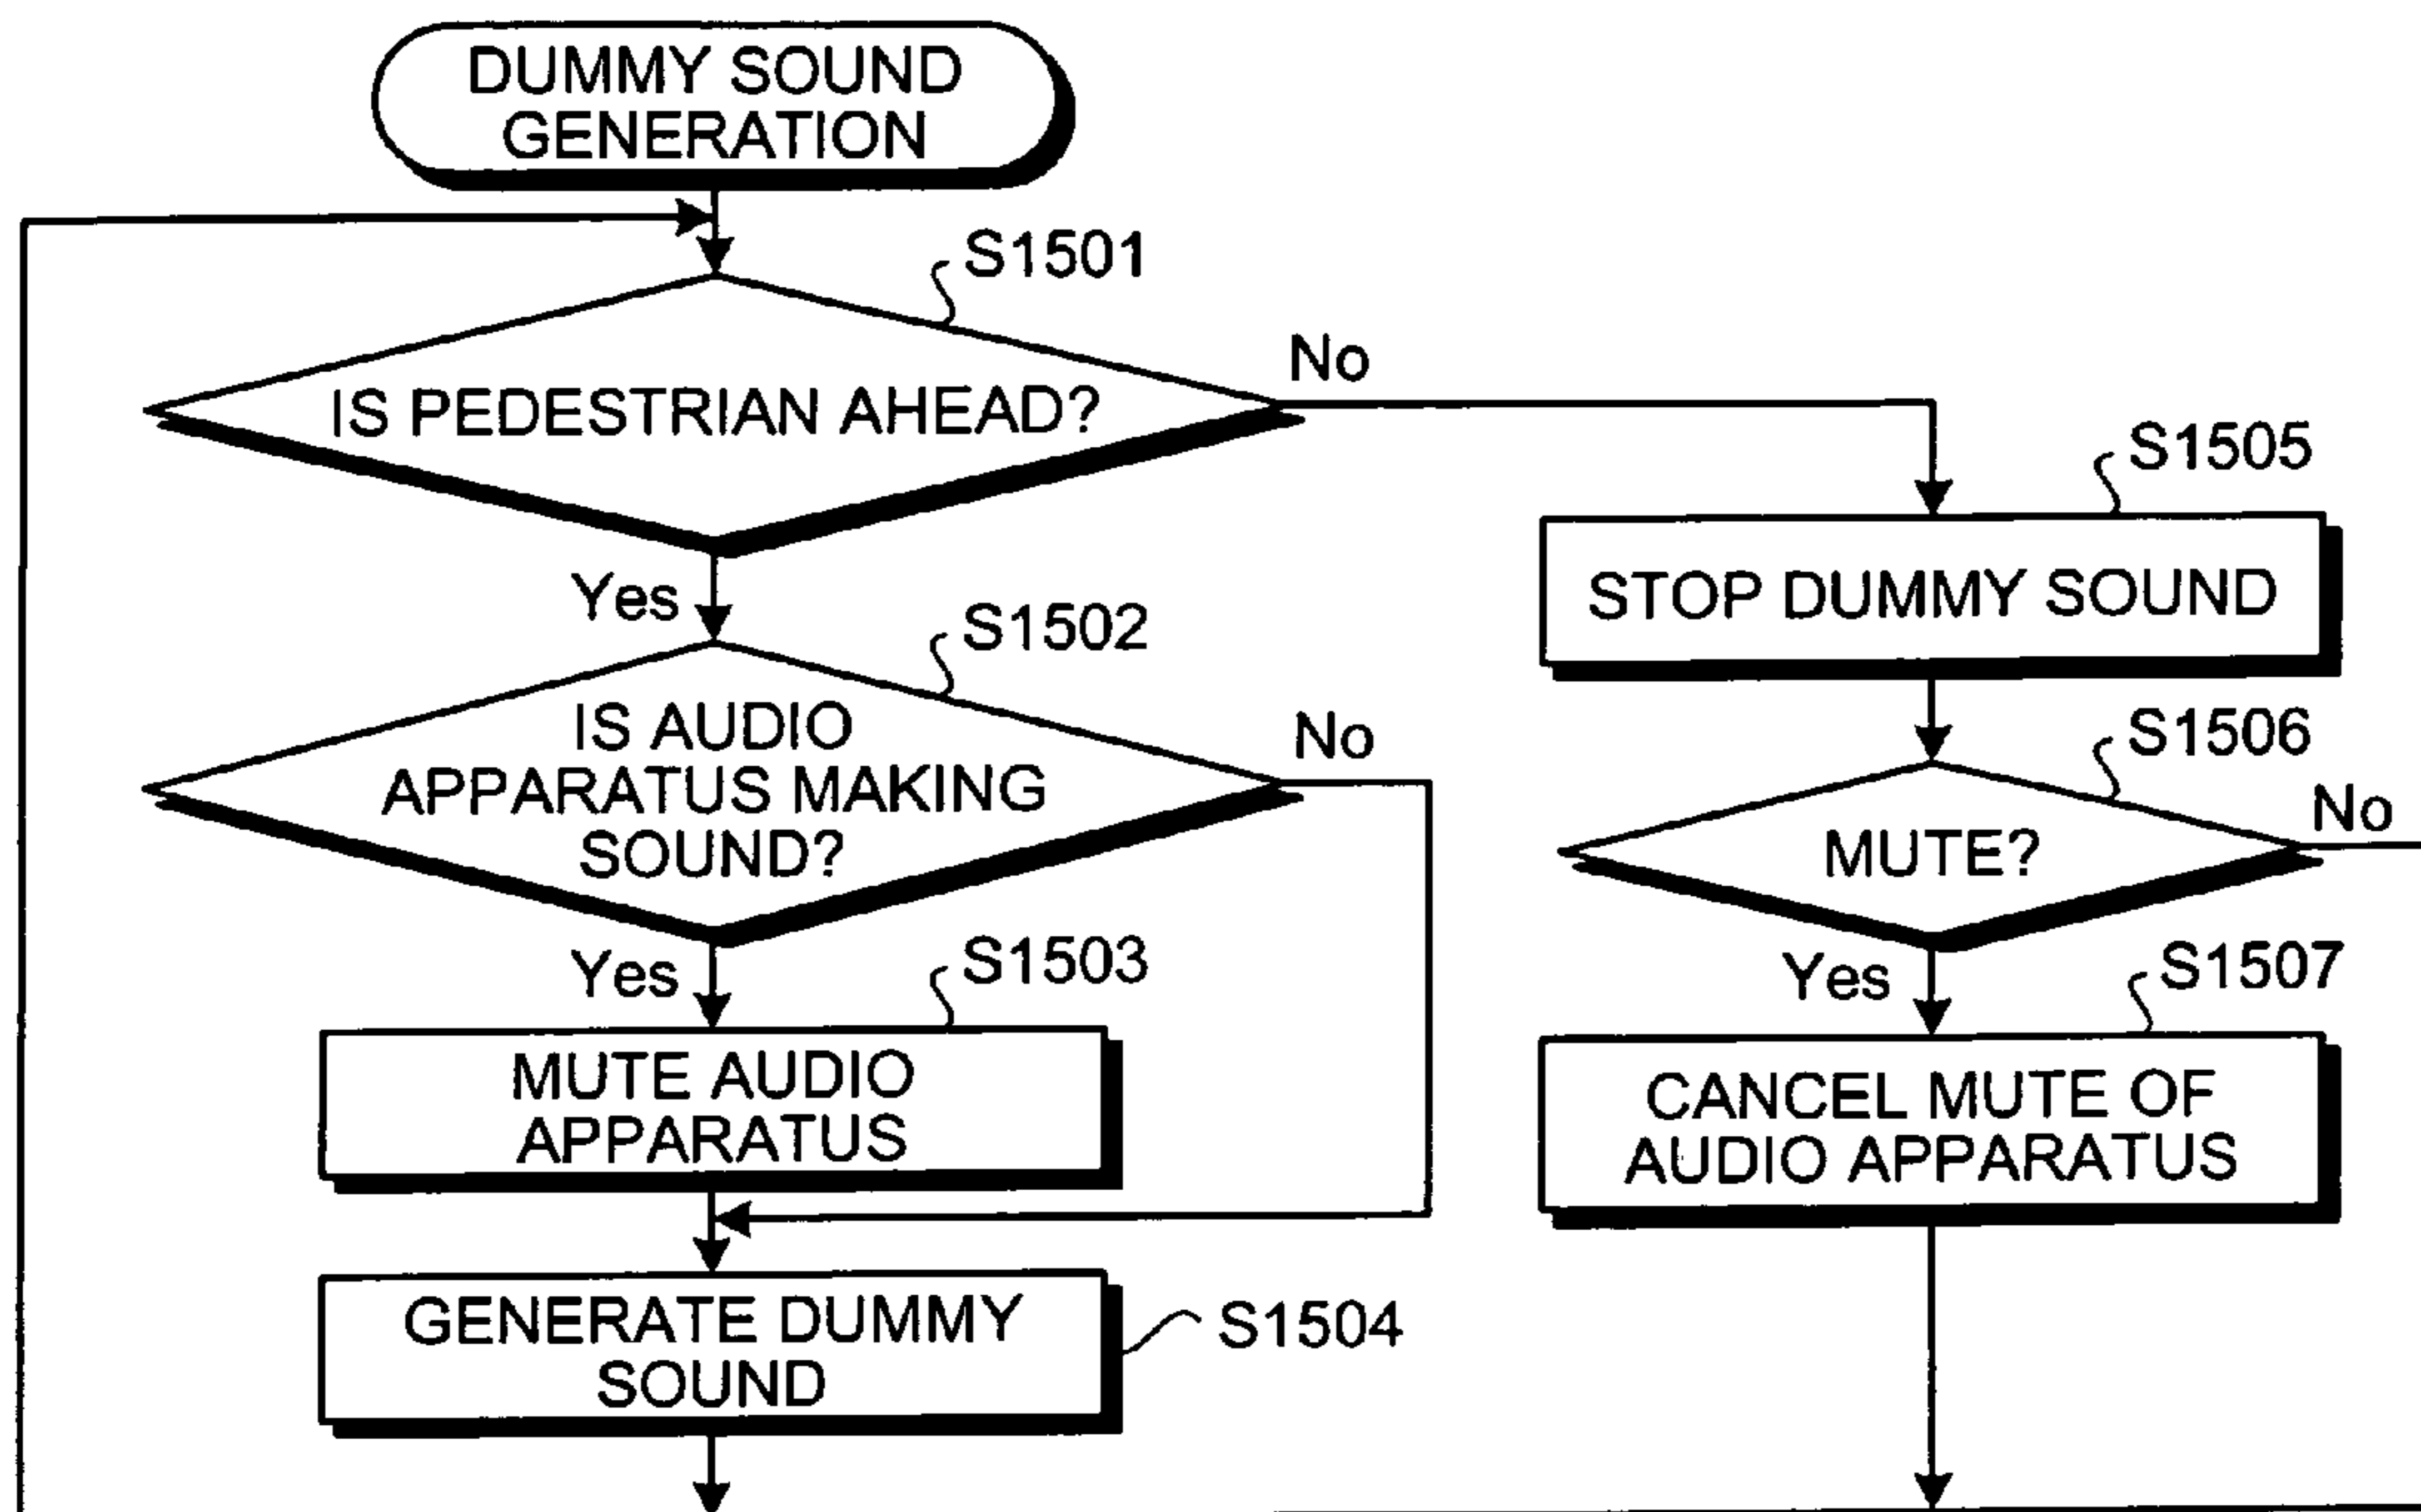 DUMMY SOUND
GENERATION
S1501
IS PEDESTRIAN AHEAD?
No
Yes
S1502
IS AUDIO
APPARATUS MAKING
SOUND?
No
Yes
S1503
MUTE AUDIO
APPARATUS
GENERATE DUMMY
SOUND
S1504
S1505
STOP DUMMY SOUND
S1506
MUTE?
No
Yes
S1507
CANCEL MUTE OF
AUDIO APPARATUS